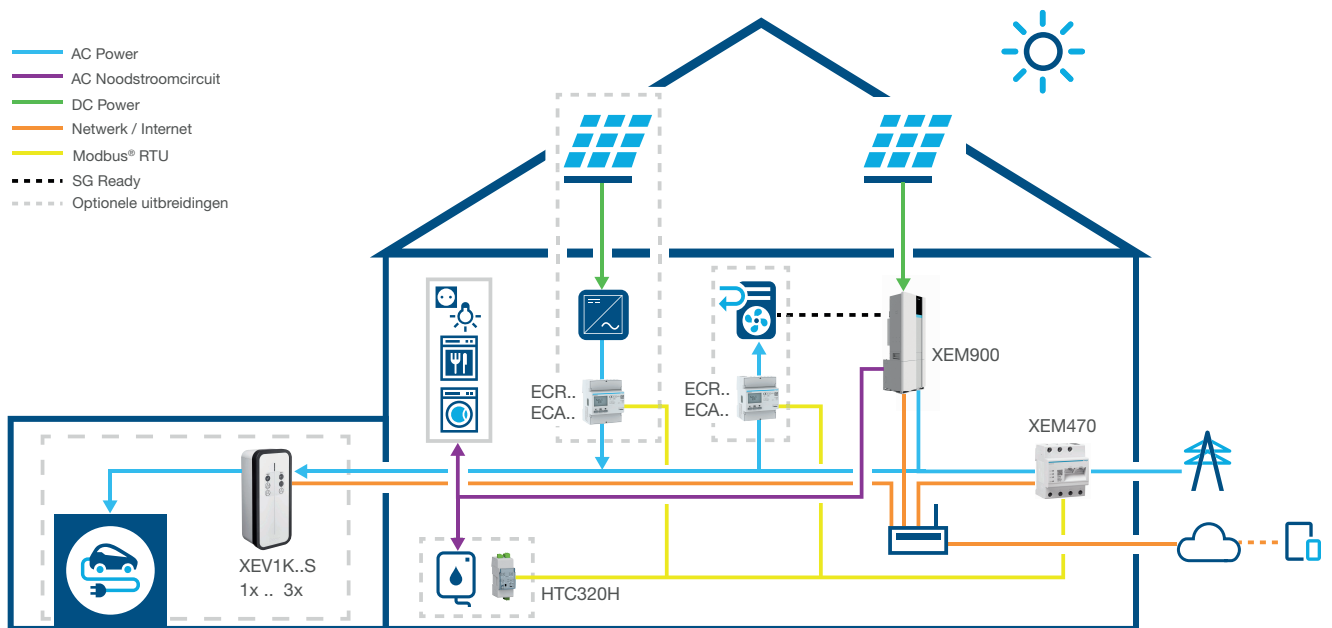 AC Power
AC Noodstroomcircuit
DC Power
Netwerk / Internet
Modbus® RTU
SG Ready
Optionele uitbreidingen
XEM900
ECR..
ECA..
ECR..
ECA..
XEM470
XEV1K..S
1x .. 3x
HTC320H